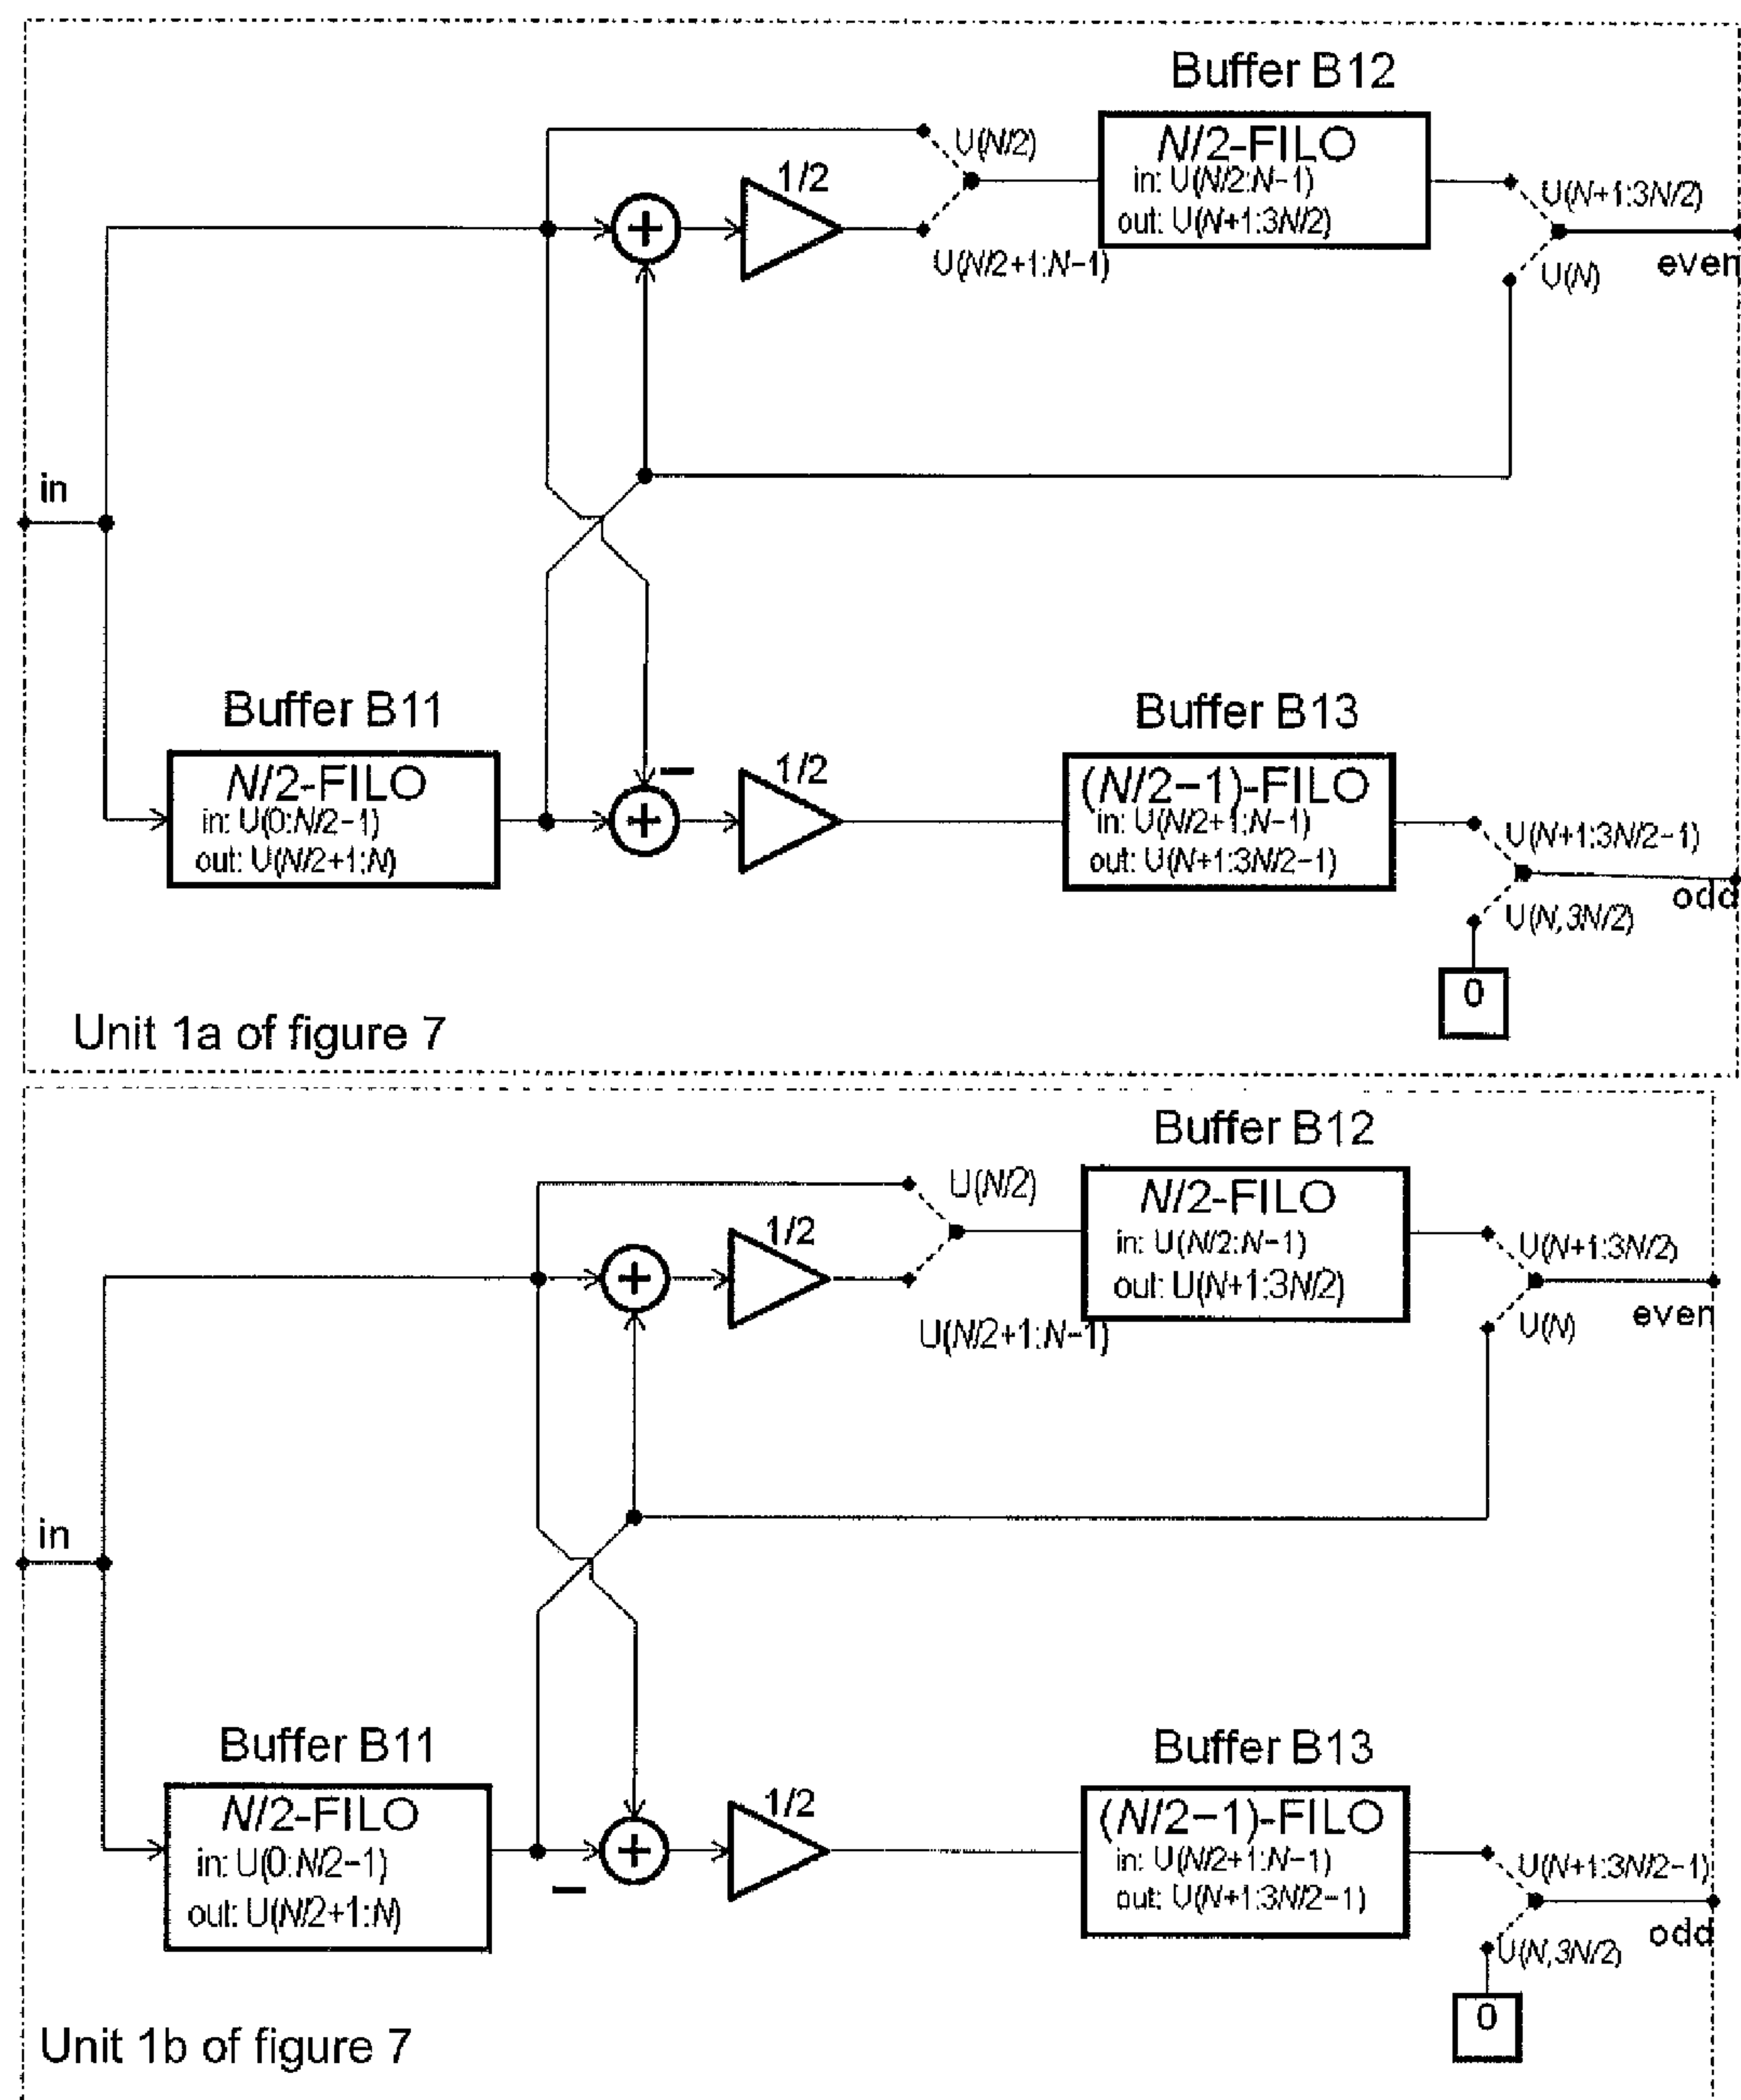 Buffer B12
N/2-FILO
in: U(N/2:N−1)
out: U(N+1:3N/2)
U(N/2)
1/2
+
U(N/2+1:N−1)
U(N+1:3N/2)
even
U(N)
in
Buffer B11
N/2-FILO
in: U(0:N/2−1)
out: U(N/2+1:N)
−
+
1/2
Buffer B13
(N/2−1)-FILO
in: U(N/2+1:N−1)
out: U(N+1:3N/2−1)
U(N+1:3N/2−1)
odd
U(N,3N/2)
0
Unit 1a of figure 7
Buffer B12
N/2-FILO
in: U(N/2:N−1)
out: U(N+1:3N/2)
U(N/2)
1/2
+
U(N/2+1:N−1)
U(N+1:3N/2)
even
U(N)
in
Buffer B11
N/2-FILO
in: U(0:N/2−1)
out: U(N/2+1:N)
−
+
1/2
Buffer B13
(N/2−1)-FILO
in: U(N/2+1:N−1)
out: U(N+1:3N/2−1)
U(N+1:3N/2−1)
odd
U(N,3N/2)
0
Unit 1b of figure 7